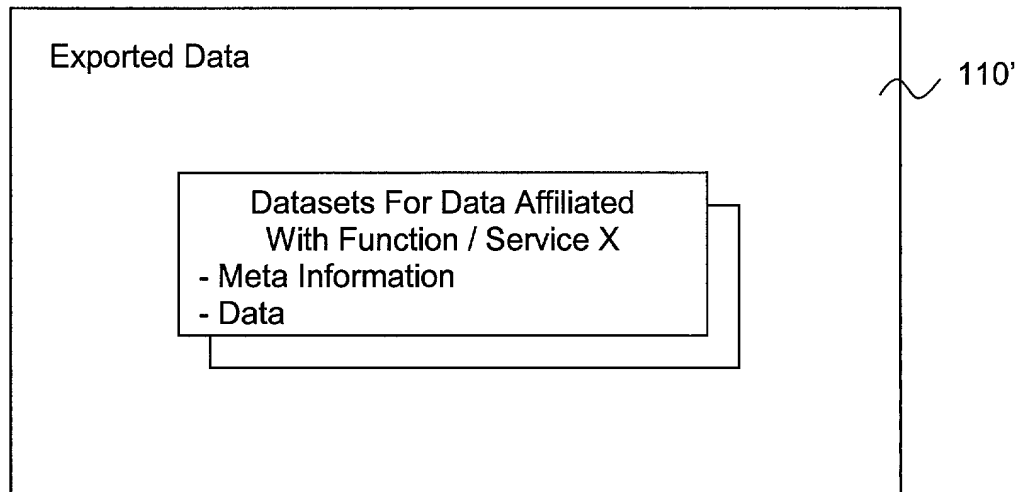 Exported Data
110'
Datasets For Data Affiliated
With Function / Service X
- Meta Information
- Data